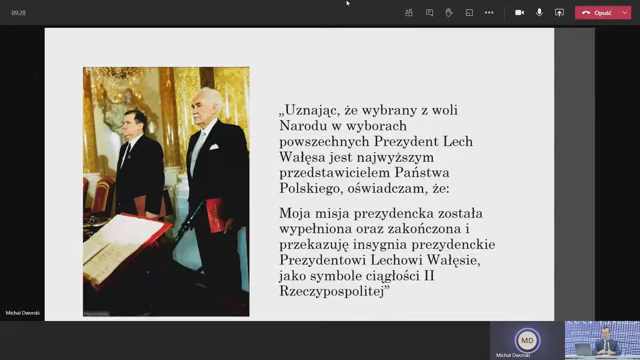 09:28
Opuść
„Uznając, że wybrany z woli
Narodu w wyborach
powszechnych Prezydent Lech
Wałęsa jest najwyższym
przedstawicielem Państwa
Polskiego, oświadczam, że:
Moja misja prezydencka została
wypełniona oraz zakończona i
przekazuję insygnia prezydenckie
Prezydentowi Lechowi Wałęsie,
jako symbole ciągłości II
Rzeczypospolitej”
Michał Dworski
MD
Michał Dworski